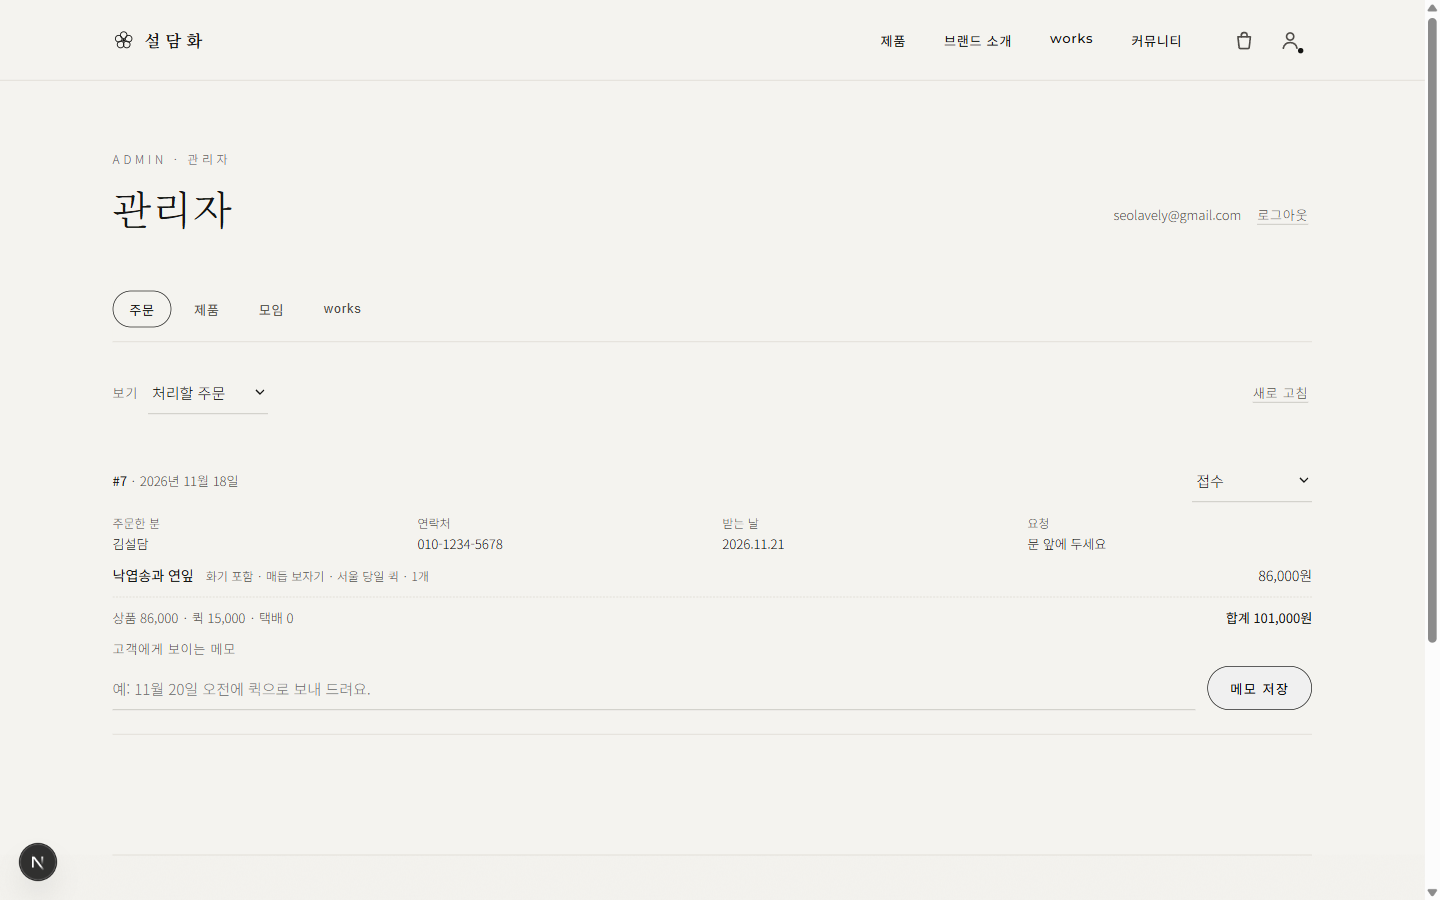 설담화
제품 브랜드 소개 works 커뮤니티
ADMIN · 관리자
관리자
seolavely@gmail.com 로그아웃
주문 제품 모임 works
보기 처리할 주문 새로 고침
#7 · 2026년 11월 18일 접수
주문한 분 연락처 받는 날 요청
김설담 010-1234-5678 2026.11.21 문 앞에 두세요
낙엽송과 연잎 화기 포함 · 매듭 보자기 · 서울 당일 퀵 · 1개 86,000원
상품 86,000 · 퀵 15,000 · 택배 0 합계 101,000원
고객에게 보이는 메모
예: 11월 20일 오전에 퀵으로 보내 드려요. 메모 저장
N